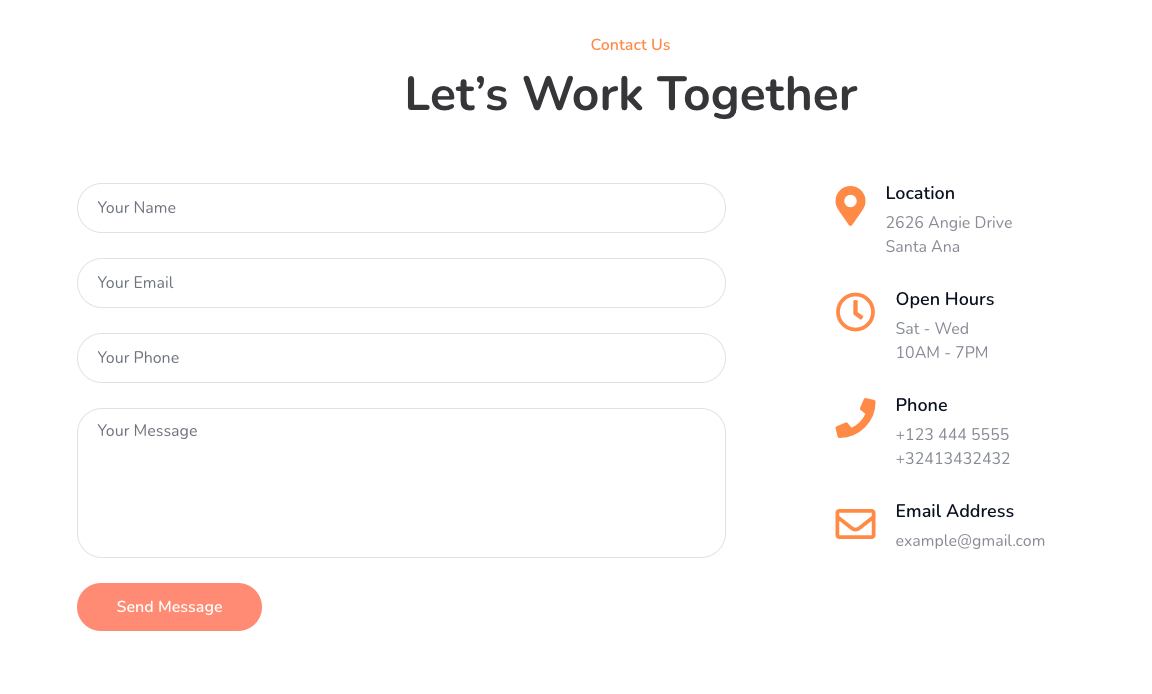 Contact Us
Let’s Work Together
Your Name
Your Email
Your Phone
Your Message
Send Message
Location
2626 Angie Drive
Santa Ana
Open Hours
Sat - Wed
10AM - 7PM
Phone
+123 444 5555
+32413432432
Email Address
example@gmail.com